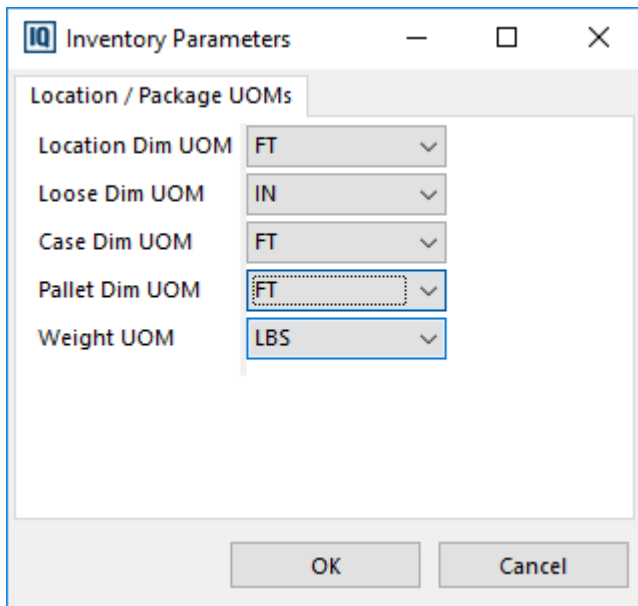 IQ Inventory Parameters
Location / Package UOMs
Location Dim UOM FT
Loose Dim UOM IN
Case Dim UOM FT
Pallet Dim UOM FT
Weight UOM LBS
OK Cancel